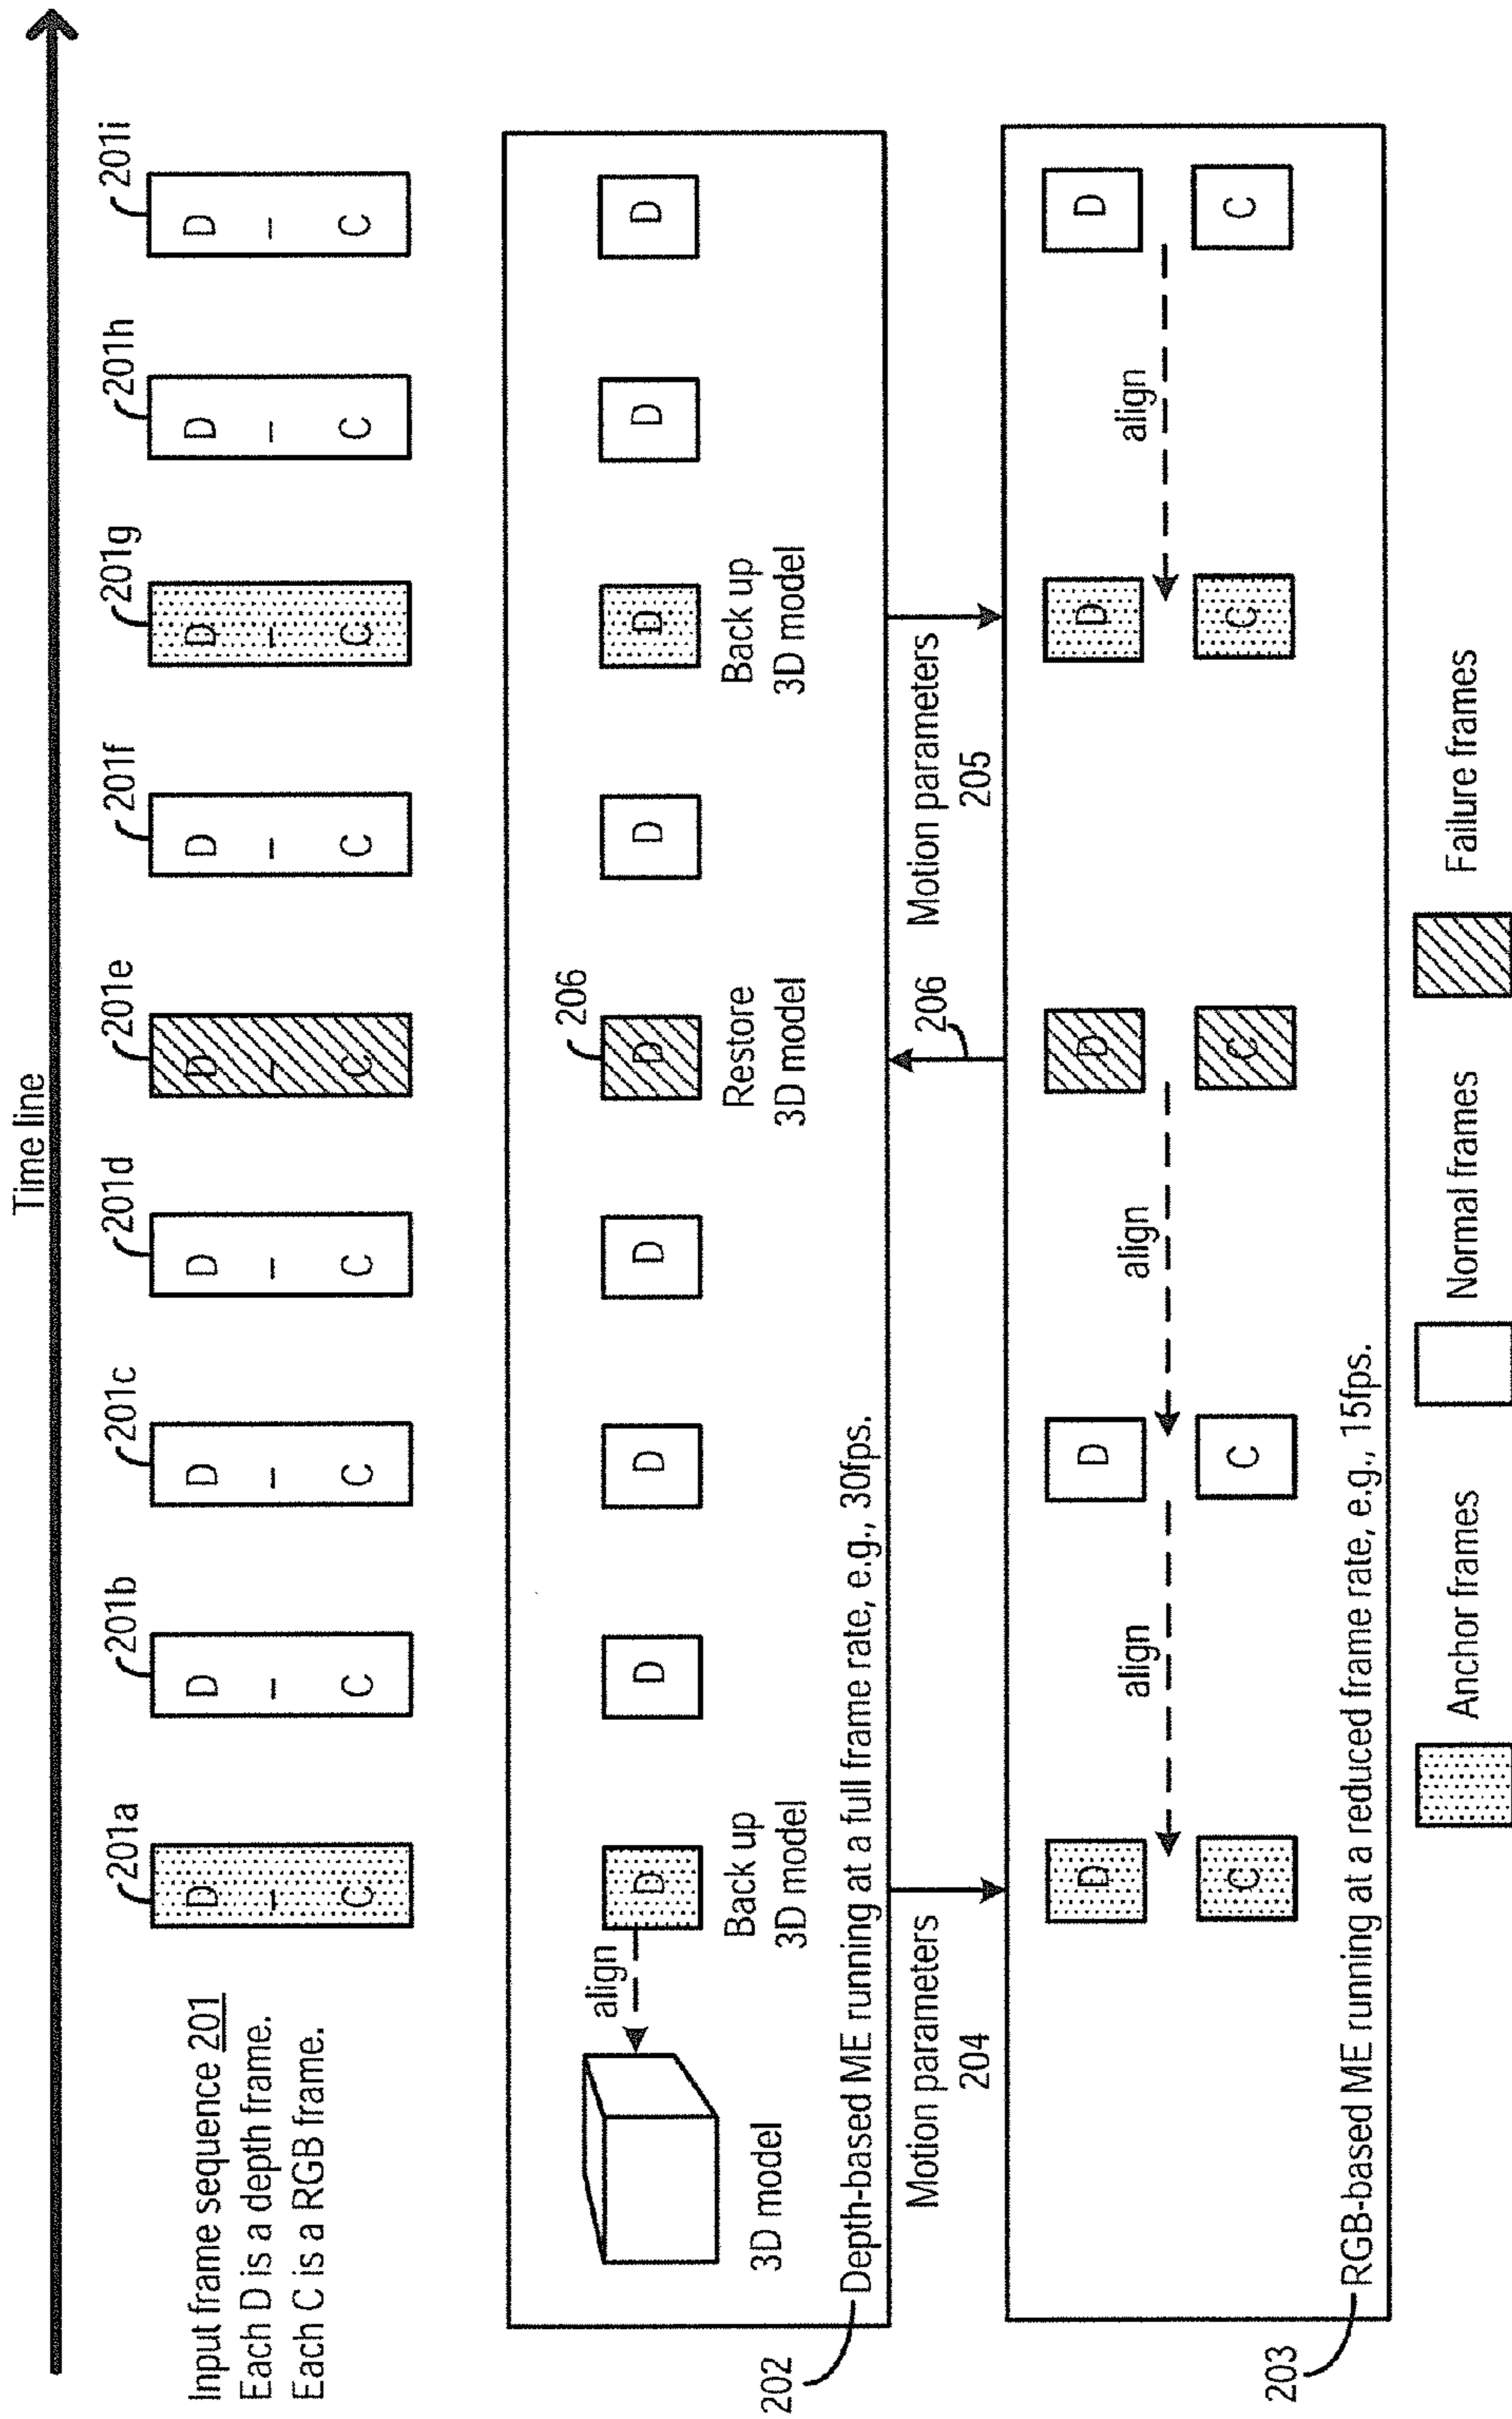 Time line
201a
201b
201c
201d
201e
201f
201g
201h
201i
Input frame sequence 201
Each D is a depth frame.
Each C is a RGB frame.
D – C
D – C
D – C
D – C
D – C
D – C
D – C
D – C
D – C
206
align
D
D
D
D
D
D
D
D
D
3D model
Back up
3D model
Restore
3D model
Back up
3D model
202
Depth-based ME running at a full frame rate, e.g., 30fps.
Motion parameters
204
206
Motion parameters
205
D
D
D
D
D
align
align
align
C
C
C
C
C
203
RGB-based ME running at a reduced frame rate, e.g., 15fps.
Anchor frames
Normal frames
Failure frames